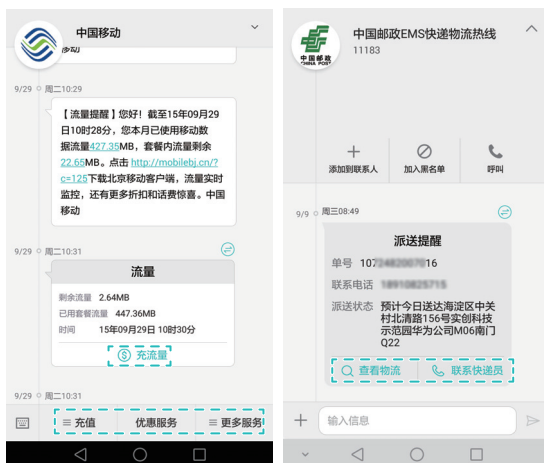 中国移动
移动
9/29 周二10:29
【 流量提醒 】您好！截至15年09月29
日10时28分，您本月已使用移动数
据流量427.35MB，套餐内流量剩余
22.65MB。点击 http://mobilebj.cn/?
c=125下载北京移动客户端，流量实时
监控，还有更多折扣和话费惊喜。中国
移动
9/29 周二10:31
流量
剩余流量 2.64MB
已用套餐流量 447.36MB
时间 15年09月29日 10时30分
充流量
9/29 周二10:31
充值 优惠服务 更多服务
中国邮政
CHINA POST
中国邮政EMS快递物流热线
11183
添加到联系人 加入黑名单 呼叫
9/9 周三08:49
派送提醒
单号 1072482007016
联系电话 18910825715
派送状态 预计今日送达海淀区中关
村北清路156号实创科技
示范园华为公司M06南门
Q22
查看物流 联系快递员
输入信息